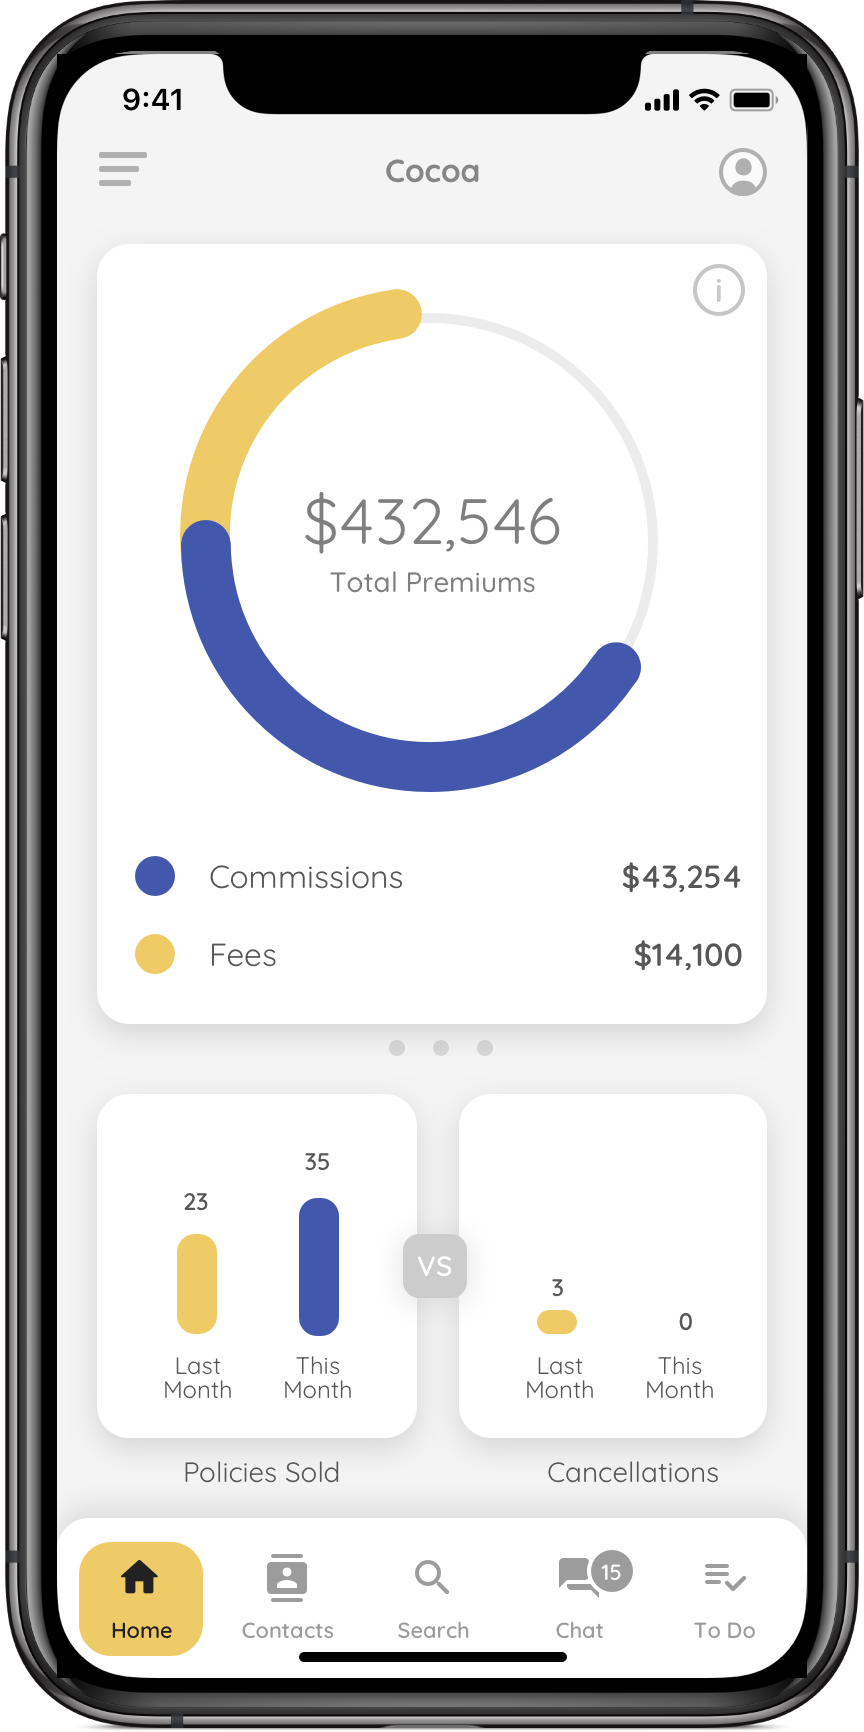 9:41
Cocoa
i
$432,546
Total Premiums
Commissions $43,254
Fees $14,100
23
35
Last Month
This Month
VS
3
0
Last Month
This Month
Policies Sold
Cancellations
Home
Contacts
Search
15
Chat
To Do